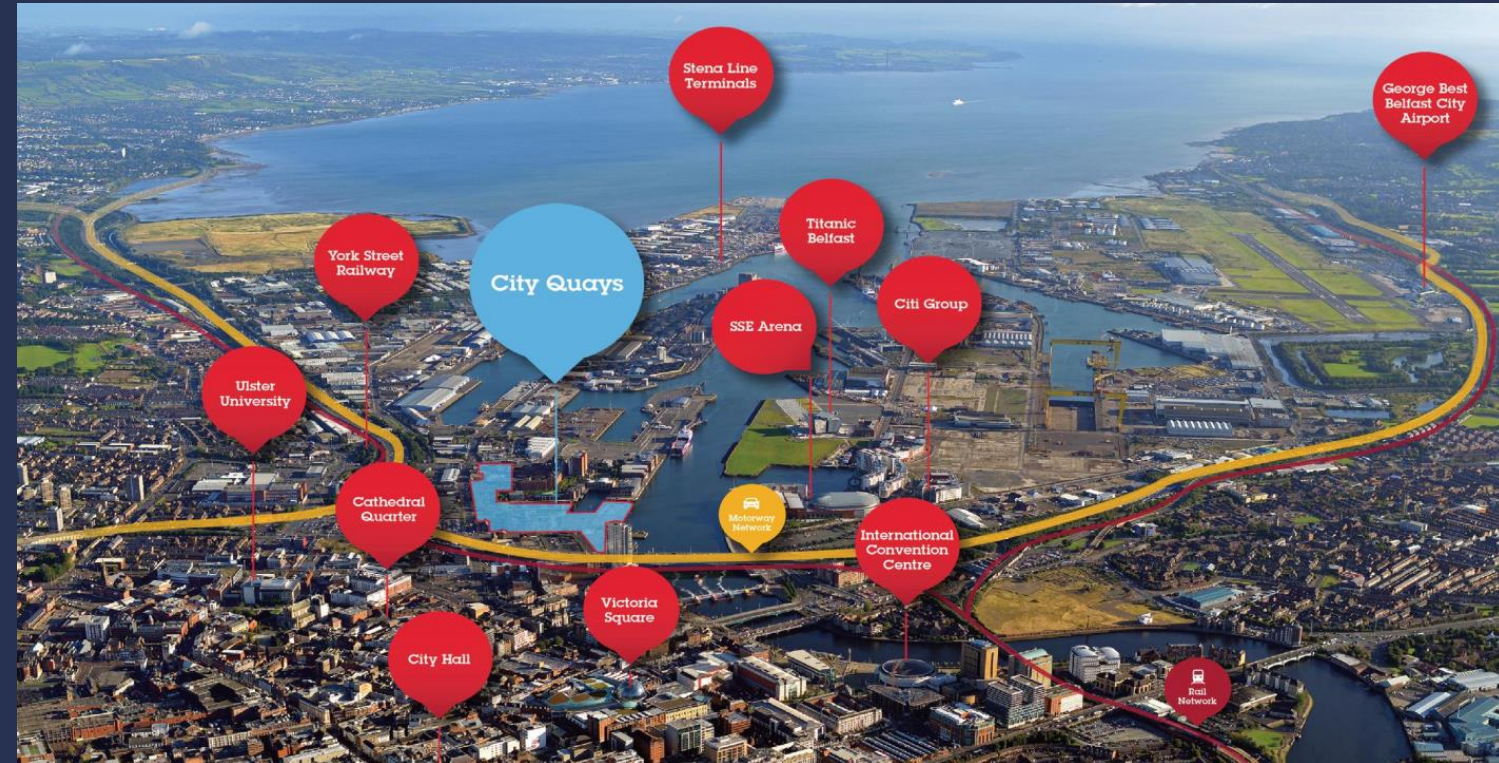 Stena Line
Terminals
George Best
Belfast City
Airport
Titanic
Belfast
York Street
Railway
City Quays
Citi Group
SSE Arena
Ulster
University
Cathedral
Quarter
Motorway
Network
International
Convention
Centre
Victoria
Square
City Hall
Rail
Network